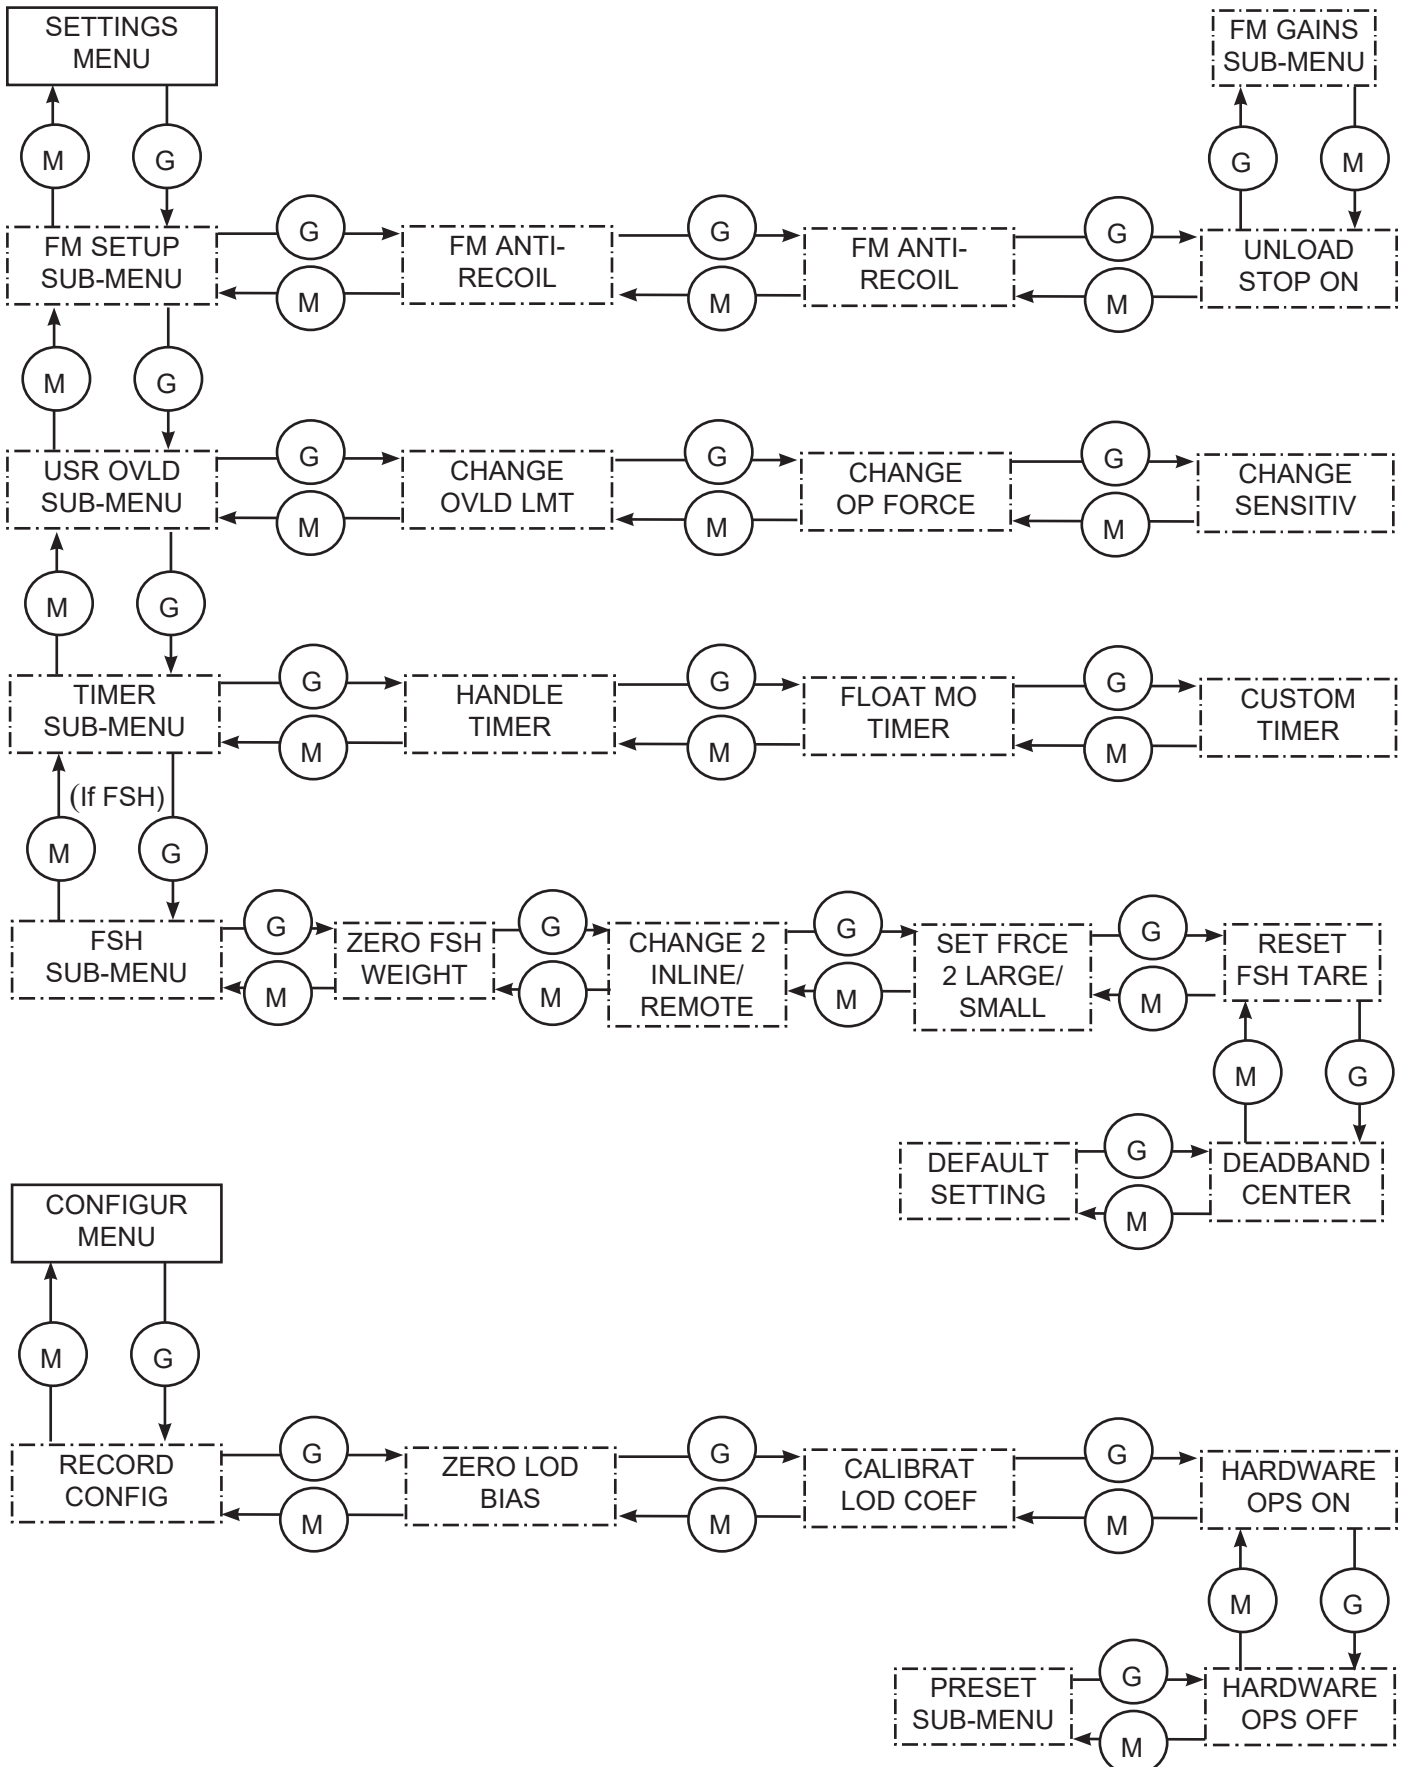 SETTINGS
MENU
FM GAINS
SUB-MENU
M
G
G
M
FM SETUP
SUB-MENU
G
M
FM ANTI-
RECOIL
G
M
FM ANTI-
RECOIL
G
M
UNLOAD
STOP ON
M
G
USR OVLD
SUB-MENU
G
M
CHANGE
OVLD LMT
G
M
CHANGE
OP FORCE
G
M
CHANGE
SENSITIV
M
G
TIMER
SUB-MENU
G
M
HANDLE
TIMER
G
M
FLOAT MO
TIMER
G
M
CUSTOM
TIMER
(If FSH)
M
G
FSH
SUB-MENU
G
M
ZERO FSH
WEIGHT
G
M
CHANGE 2
INLINE/
REMOTE
G
M
SET FRCE
2 LARGE/
SMALL
G
M
RESET
FSH TARE
M
G
DEFAULT
SETTING
G
M
DEADBAND
CENTER
CONFIGUR
MENU
M
G
RECORD
CONFIG
G
M
ZERO LOD
BIAS
G
M
CALIBRAT
LOD COEF
G
M
HARDWARE
OPS ON
M
G
PRESET
SUB-MENU
G
M
HARDWARE
OPS OFF